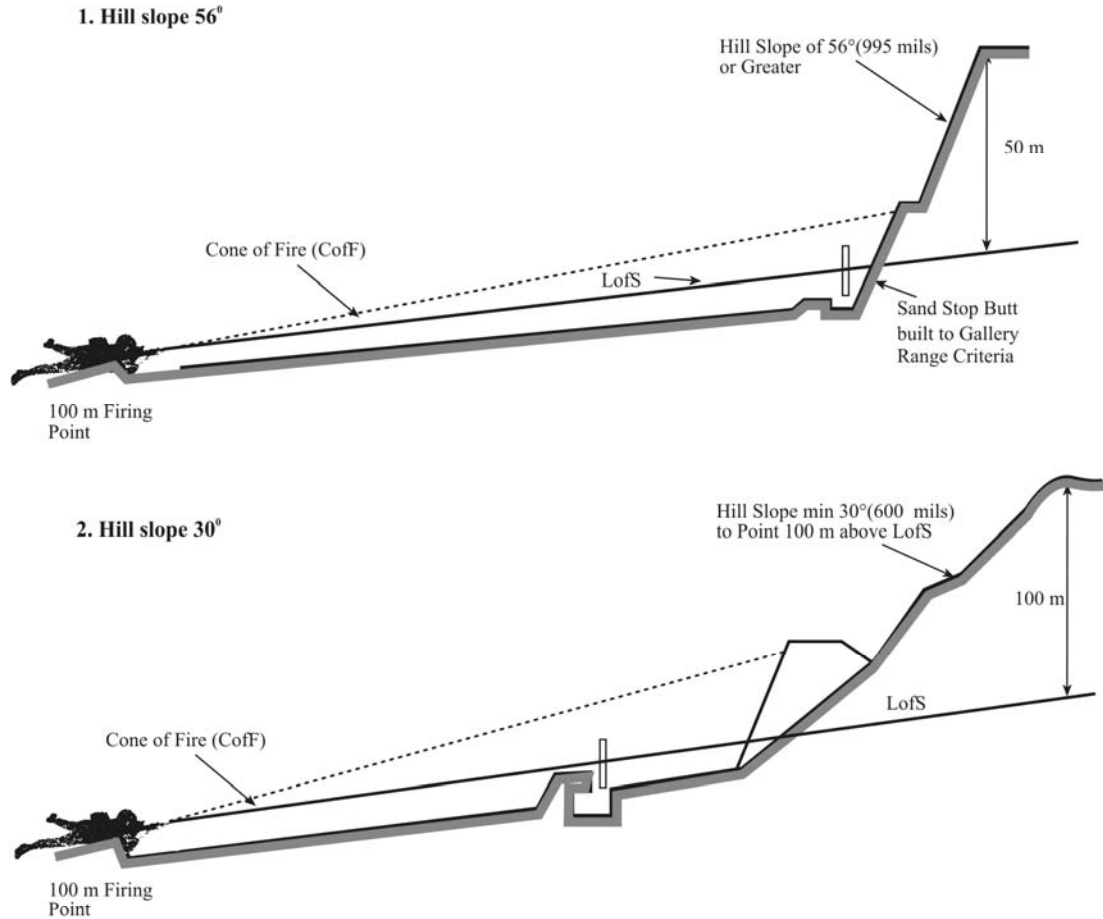 1. Hill slope 56⁰
Hill Slope of 56°(995 mils)
or Greater
50 m
Cone of Fire (CofF)
LofS
Sand Stop Butt
built to Gallery
Range Criteria
100 m Firing
Point
2. Hill slope 30⁰
Hill Slope min 30°(600 mils)
to Point 100 m above LofS
100 m
LofS
Cone of Fire (CofF)
100 m Firing
Point